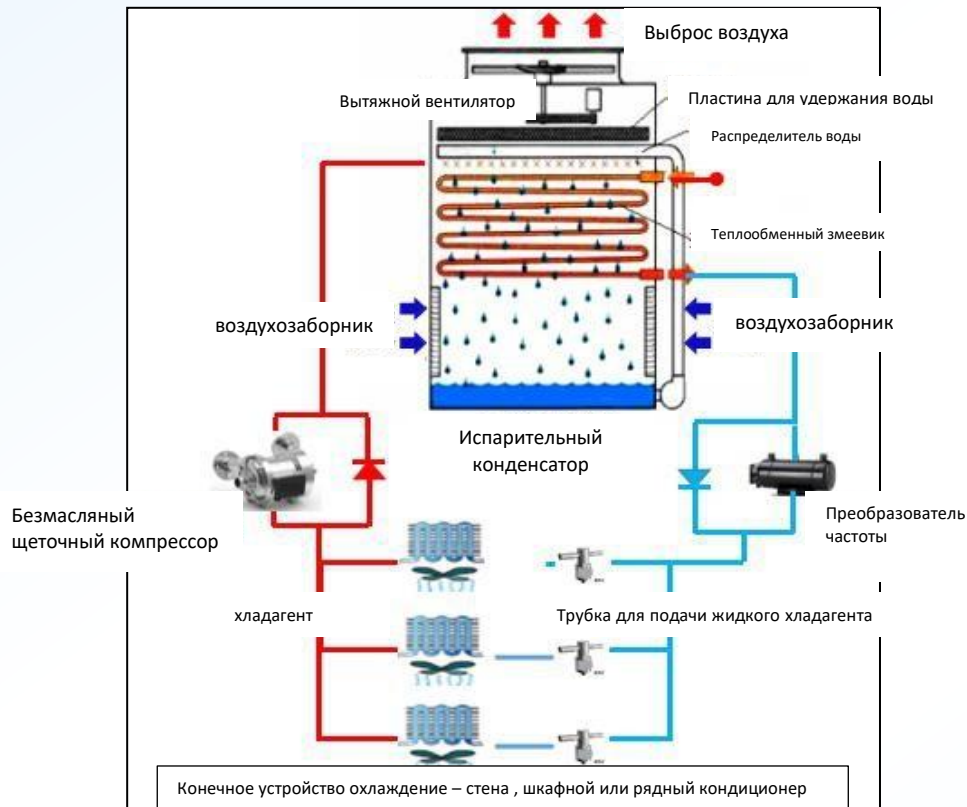 Выброс воздуха
Вытяжной вентилятор
Пластина для удержания воды
Распределитель воды
Теплообменный змеевик
воздухозаборник
воздухозаборник
Испарительный
конденсатор
Безмасляный
щеточный компрессор
Преобразователь
частоты
хладагент
Трубка для подачи жидкого хладагента
Конечное устройство охлаждение – стена , шкафной или рядный кондиционер